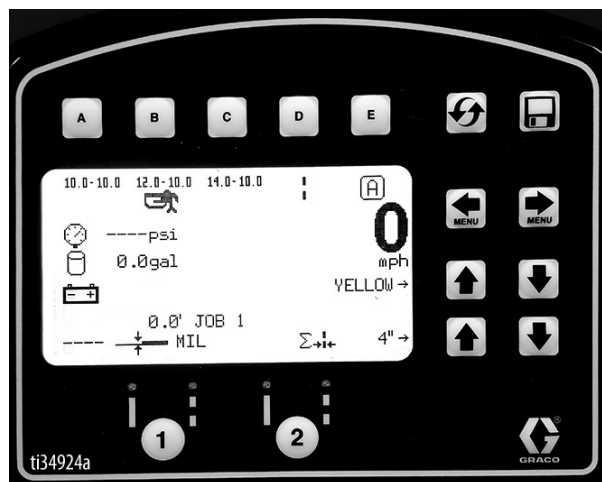 A B C D E
10.0-10.0 12.0-10.0 14.0-10.0
A
----psi
0
0.0gal
mph
MENU MENU
- +
YELLOW→
0.0' JOB 1
---- MIL
Σ 4"→
1 2
GRACO
ti34924a